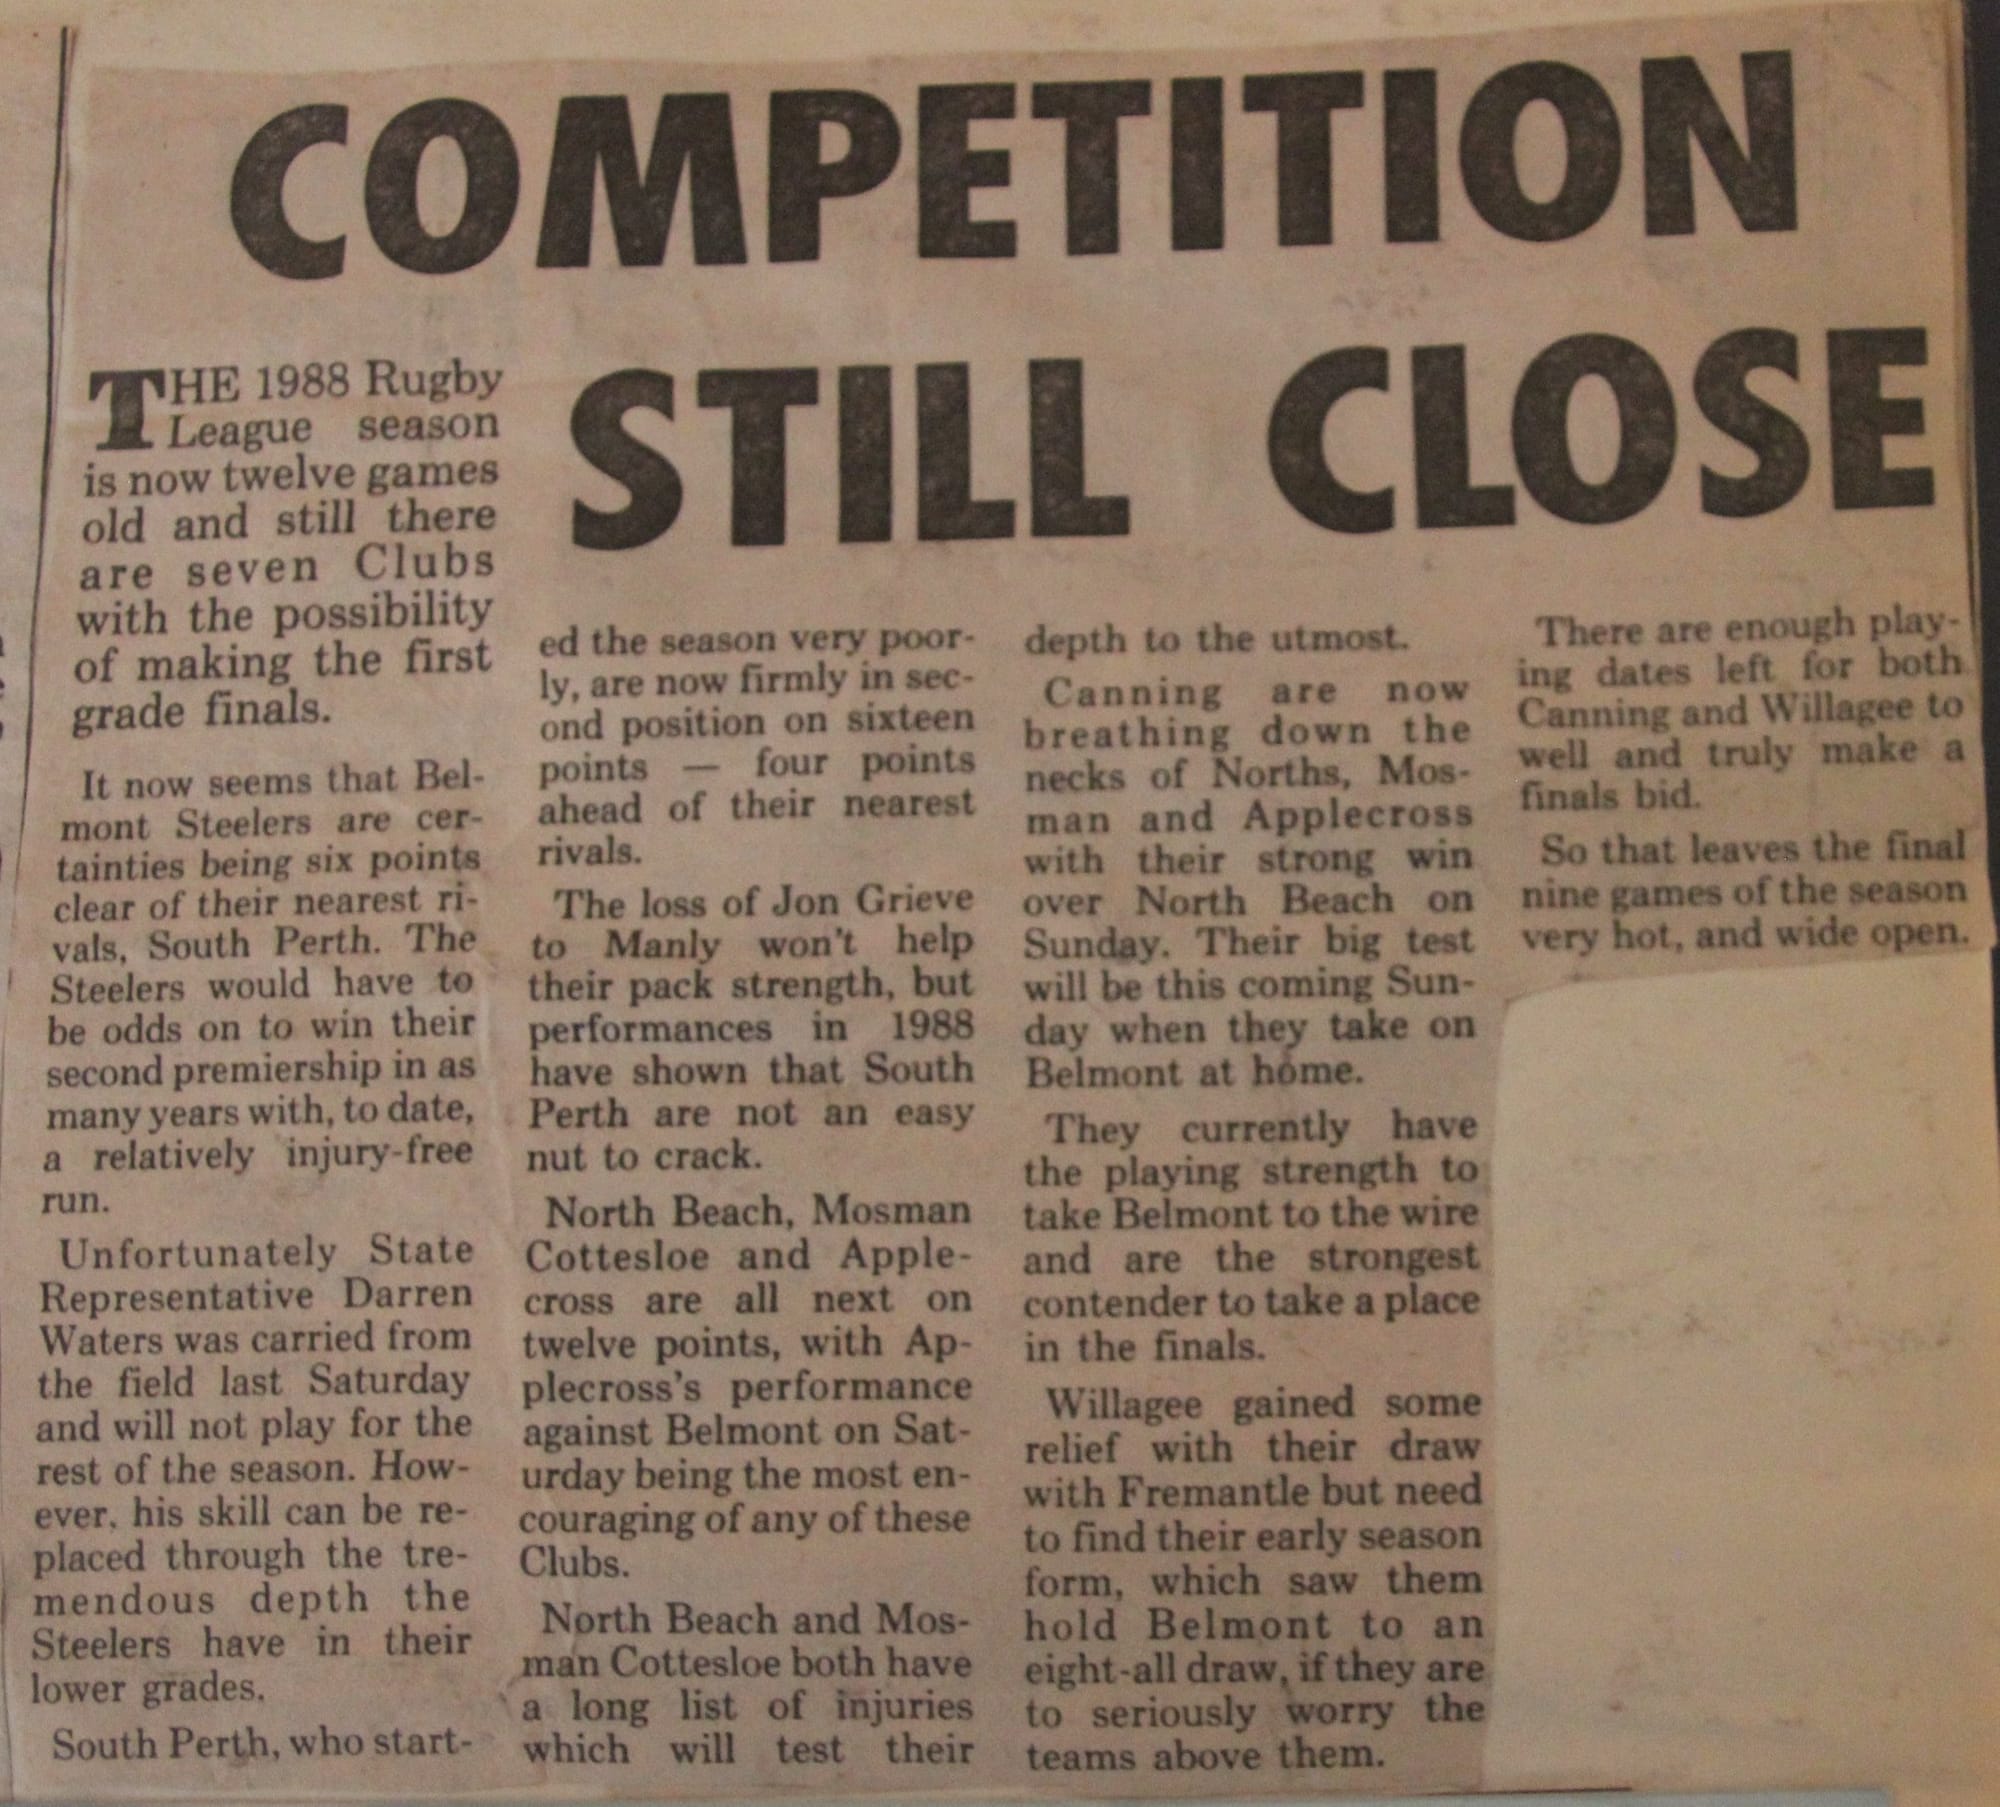 COMPETITION
STILL CLOSE
THE 1988 Rugby
League season
is now twelve games
old and still there
are seven Clubs
with the possibility
of making the first
grade finals.
It now seems that Bel-
mont Steelers are cer-
tainties being six points
clear of their nearest ri-
vals, South Perth. The
Steelers would have to
be odds on to win their
second premiership in as
many years with, to date,
a relatively injury-free
run.
Unfortunately State
Representative Darren
Waters was carried from
the field last Saturday
and will not play for the
rest of the season. How-
ever, his skill can be re-
placed through the tre-
mendous depth the
Steelers have in their
lower grades.
South Perth, who start-
ed the season very poor-
ly, are now firmly in sec-
ond position on sixteen
points — four points
ahead of their nearest
rivals.
The loss of Jon Grieve
to Manly won't help
their pack strength, but
performances in 1988
have shown that South
Perth are not an easy
nut to crack.
North Beach, Mosman
Cottesloe and Apple-
cross are all next on
twelve points, with Ap-
plecross's performance
against Belmont on Sat-
urday being the most en-
couraging of any of these
Clubs.
North Beach and Mos-
man Cottesloe both have
a long list of injuries
which will test their
depth to the utmost.
Canning are now
breathing down the
necks of Norths, Mos-
man and Applecross
with their strong win
over North Beach on
Sunday. Their big test
will be this coming Sun-
day when they take on
Belmont at home.
They currently have
the playing strength to
take Belmont to the wire
and are the strongest
contender to take a place
in the finals.
Willagee gained some
relief with their draw
with Fremantle but need
to find their early season
form, which saw them
hold Belmont to an
eight-all draw, if they are
to seriously worry the
teams above them.
There are enough play-
ing dates left for both
Canning and Willagee to
well and truly make a
finals bid.
So that leaves the final
nine games of the season
very hot, and wide open.